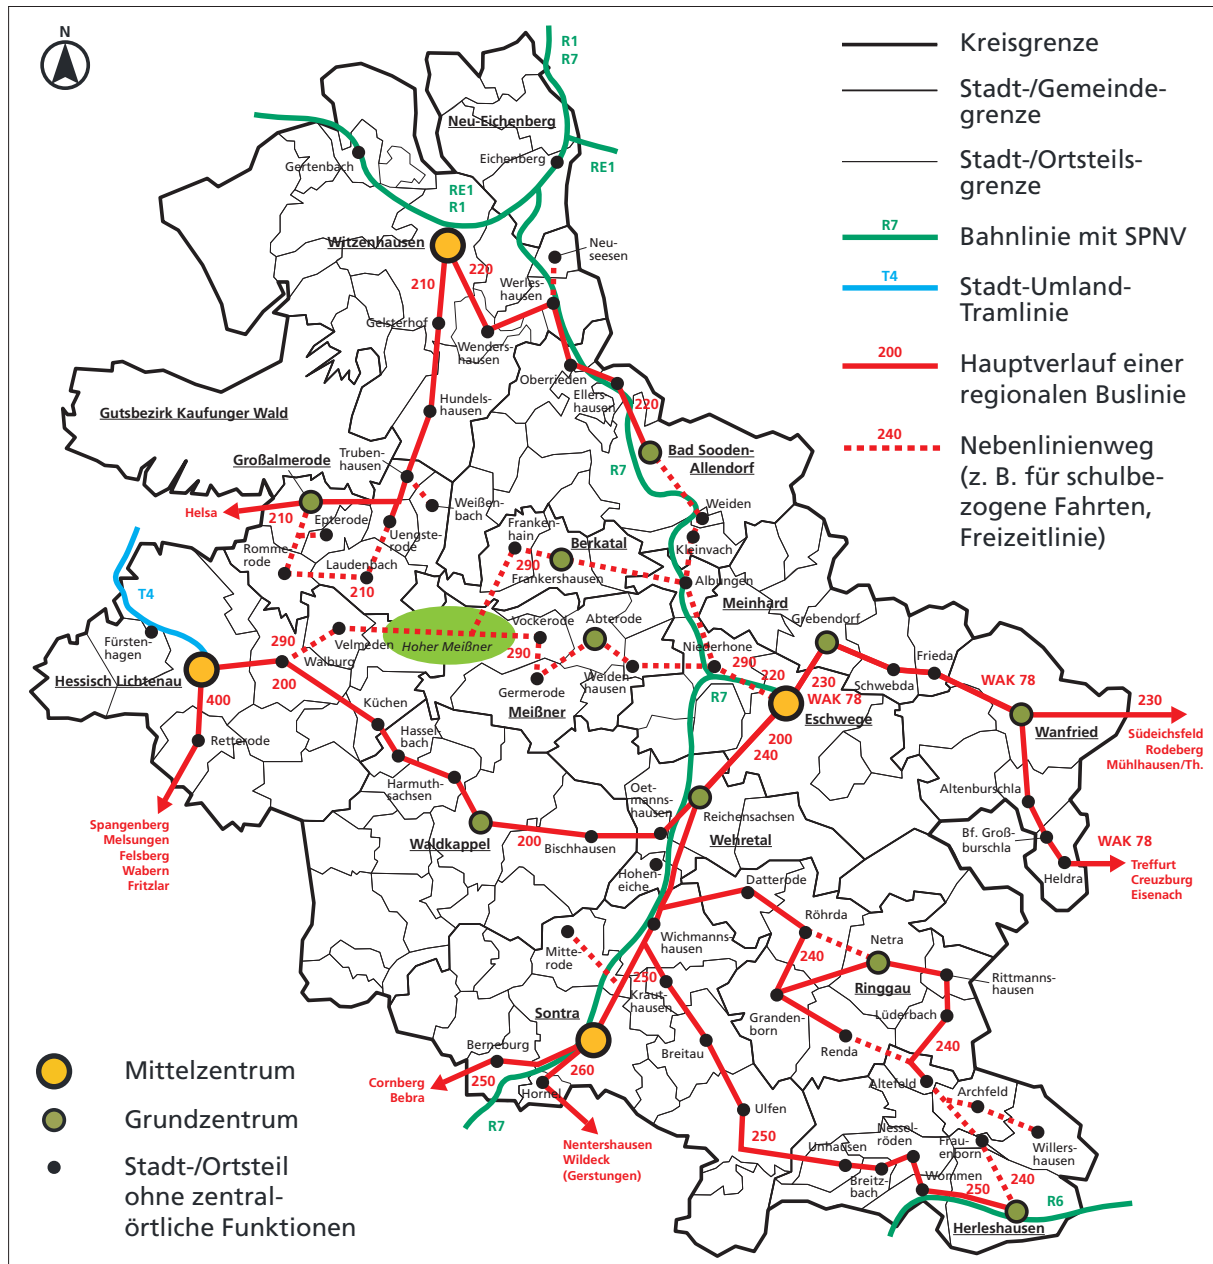 N
R1
R7
Neu-Eichenberg
Gertenbach
Eichenberg
RE1
RE1
R1
Witzenhausen
Neu-
seesen
220
210
Werles-
hausen
Gelsterhof
Wenders-
hausen
Oberrieden
Ellers-
hausen
220
Hundels-
hausen
Gutsbezirk Kaufunger Wald
Bad Sooden-
Allendorf
Truben-
hausen
Großalmerode
R7
Weißen-
bach
Weiden
Helsa
210
Epterode
Uengste-
rode
Franken-
hain
Berkatal
Kleinvach
Romme-
rode
Laudenbach
210
290
Frankershausen
Albungen
T4
Meinhard
Fürsten-
hagen
290
Velmeden
Hoher Meißner
Vockerode
Abterode
Grebendorf
Walburg
290
Niederhone
290
220
230
Frieda
Hessisch Lichtenau
200
Germerode
Weiden-
hausen
Schwebda
WAK 78
400
Meißner
R7
WAK 78
Eschwege
230
Küchen
Wanfried
Südeichsfeld
Rodeberg
Mühlhausen/Th.
Retterode
Hassel-
bach
200
240
Harmuth-
sachsen
Oet-
manns-
hausen
Altenburschla
Reichensachsen
Spangenberg
Melsungen
Felsberg
Wabern
Fritzlar
Waldkappel
200
Bischhausen
Wehretal
Bf. Groß-
burschla
WAK 78
Hohen-
eiche
Heldra
Treffurt
Creuzburg
Eisenach
Datterode
Röhrda
Wichmanns-
hausen
Netra
Mitte-
rode
240
250
Kraut-
hausen
Ringgau
Rittmanns-
hausen
Sontra
Granden-
born
Lüderbach
Berneburg
Breitau
Renda
240
260
Cornberg
Bebra
250
Hornel
Altefeld
Archfeld
R7
Ulfen
Nentershausen
Wildeck
(Gerstungen)
250
Nessel-
röden
Frau-
enborn
Willers-
hausen
Unhausen
Breitz-
bach
Wommen
250
240
R6
Herleshausen
Kreisgrenze
Stadt-/Gemeinde-
grenze
Stadt-/Ortsteils-
grenze
R7
Bahnlinie mit SPNV
T4
Stadt-Umland-
Tramlinie
200
Hauptverlauf einer
regionalen Buslinie
240
Nebenlinienweg
(z. B. für schulbe-
zogene Fahrten,
Freizeitlinie)
Mittelzentrum
Grundzentrum
Stadt-/Ortsteil
ohne zentral-
örtliche Funktionen